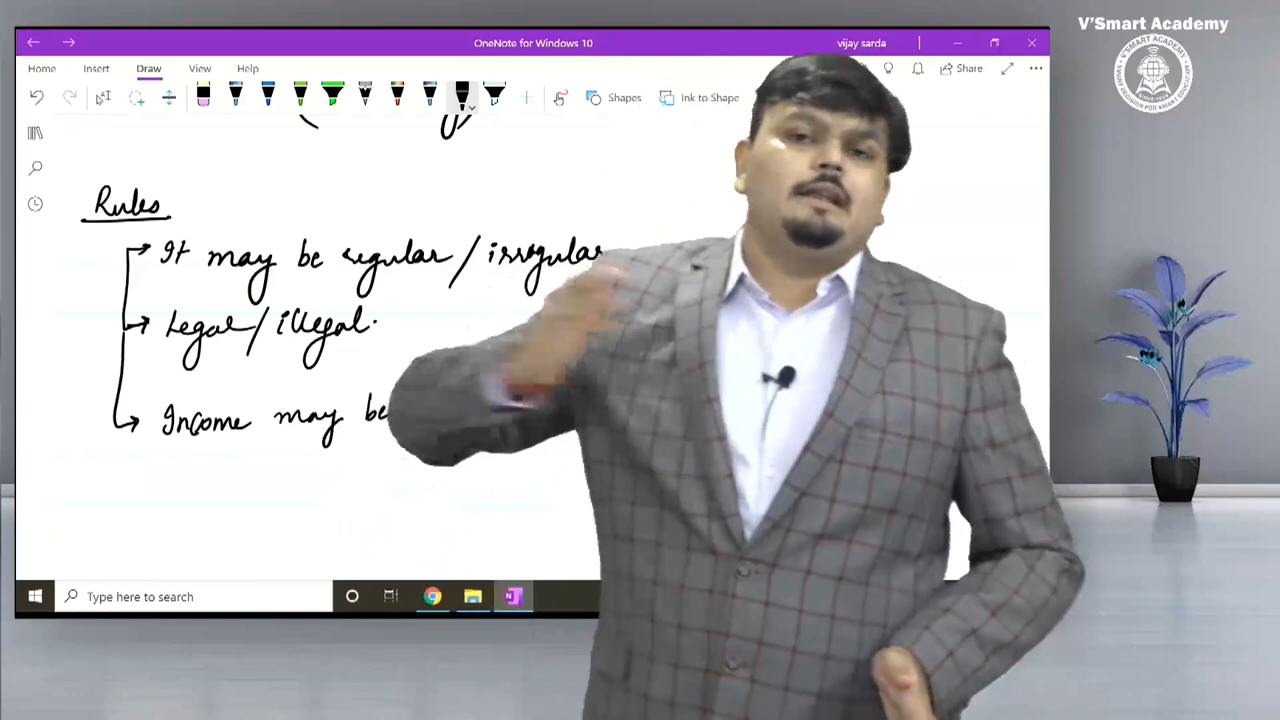 V'Smart Academy
OneNote for Windows 10
vijay sarda
Home Insert Draw View Help
Share
Shapes
Ink to Shape
Rules
It may be regular / irregular
Legal / illegal.
Income may be
Type here to search